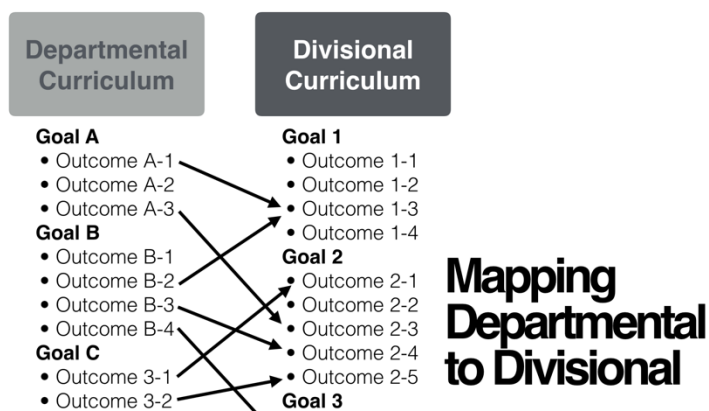 Departmental
Curriculum
Goal A
• Outcome A-1
• Outcome A-2
• Outcome A-3
Goal B
• Outcome B-1
• Outcome B-2
• Outcome B-3
• Outcome B-4
Goal C
• Outcome 3-1
• Outcome 3-2
Divisional
Curriculum
Goal 1
• Outcome 1-1
• Outcome 1-2
• Outcome 1-3
• Outcome 1-4
Goal 2
• Outcome 2-1
• Outcome 2-2
• Outcome 2-3
• Outcome 2-4
• Outcome 2-5
Goal 3
Mapping
Departmental
to Divisional